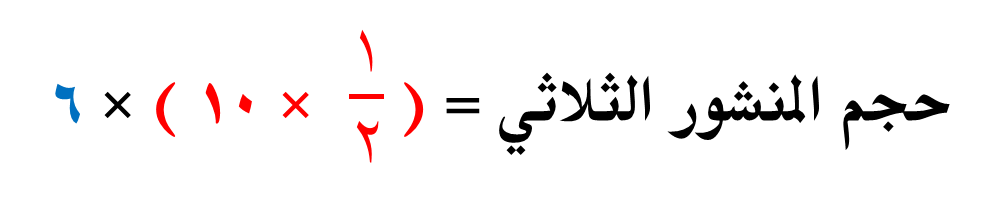 حجم المنشور الثلاثي = ( ١/٢ × ١٠ ) × ٦